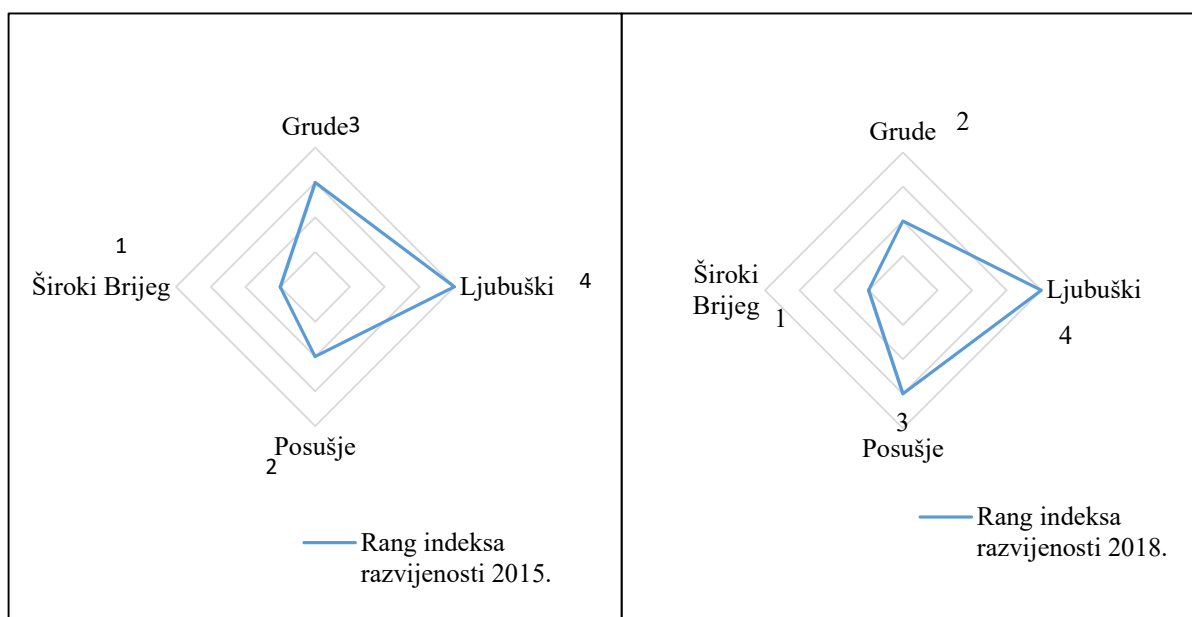 Grude3
1
Široki Brijeg
Ljubuški 4
Posušje
2
Rang indeksa
razvijenosti 2015.
Grude 2
Široki
Brijeg
1
Ljubuški
4
3
Posušje
Rang indeksa
razvijenosti 2018.